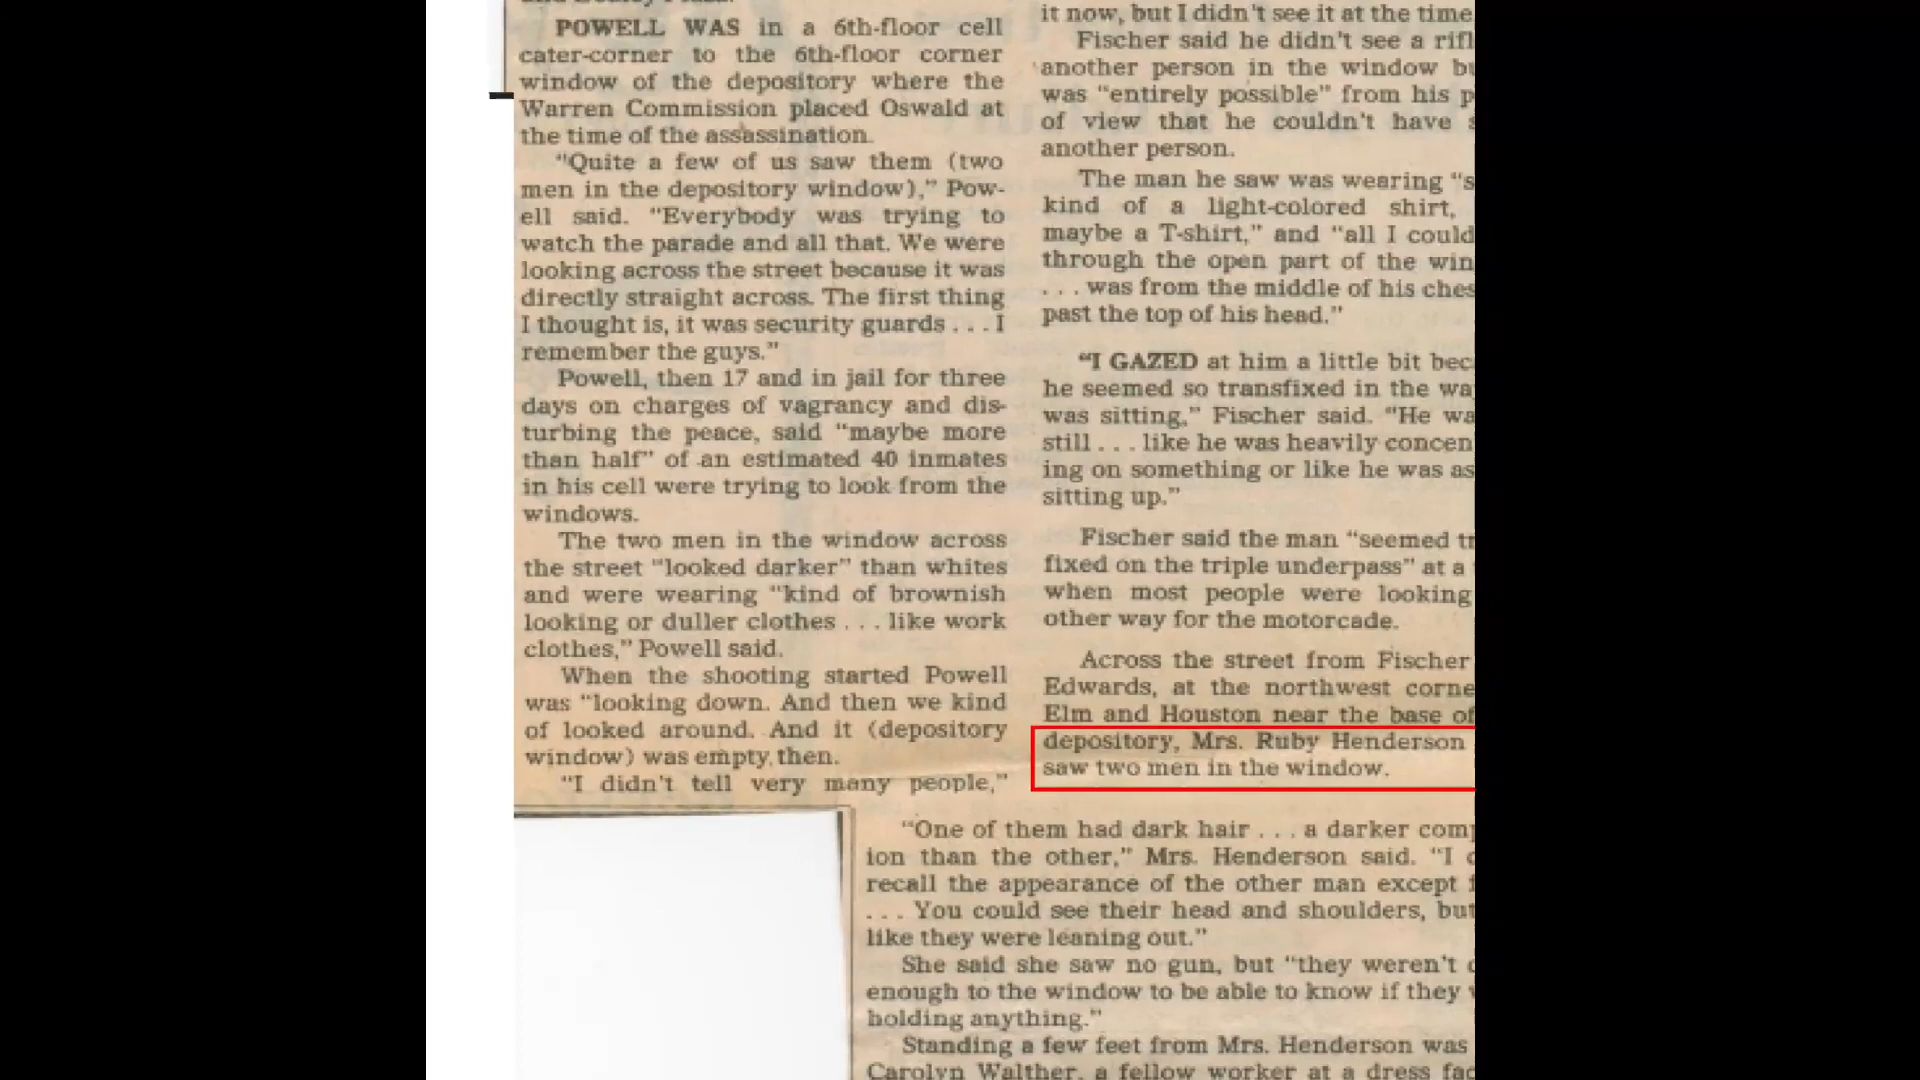 POWELL WAS in a 6th-floor cell
cater-corner to the 6th-floor corner
window of the depository where the
Warren Commission placed Oswald at
the time of the assassination.
"Quite a few of us saw them (two
men in the depository window)," Pow-
ell said. "Everybody was trying to
watch the parade and all that. We were
looking across the street because it was
directly straight across. The first thing
I thought is, it was security guards . . . I
remember the guys."
Powell, then 17 and in jail for three
days on charges of vagrancy and dis-
turbing the peace, said "maybe more
than half" of an estimated 40 inmates
in his cell were trying to look from the
windows.
The two men in the window across
the street "looked darker" than whites
and were wearing "kind of brownish
looking or duller clothes . . . like work
clothes," Powell said.
When the shooting started Powell
was "looking down. And then we kind
of looked around. And it (depository
window) was empty then.
"I didn't tell very many people,"
it now, but I didn't see it at the time
Fischer said he didn't see a rifl
another person in the window bu
was "entirely possible" from his p
of view that he couldn't have s
another person.
The man he saw was wearing "s
kind of a light-colored shirt,
maybe a T-shirt," and "all I could
through the open part of the win
. . . was from the middle of his ches
past the top of his head."
"I GAZED at him a little bit bec
he seemed so transfixed in the wa
was sitting," Fischer said. "He wa
still . . . like he was heavily concen
ing on something or like he was as
sitting up."
Fischer said the man "seemed tr
fixed on the triple underpass" at a
when most people were looking
other way for the motorcade.
Across the street from Fischer
Edwards, at the northwest corne
Elm and Houston near the base of
depository, Mrs. Ruby Henderson
saw two men in the window.
"One of them had dark hair . . . a darker comp
ion than the other," Mrs. Henderson said. "I
recall the appearance of the other man except
. . . You could see their head and shoulders, but
like they were leaning out."
She said she saw no gun, but "they weren't
enough to the window to be able to know if they
holding anything."
Standing a few feet from Mrs. Henderson was
Carolyn Walther, a fellow worker at a dress fac